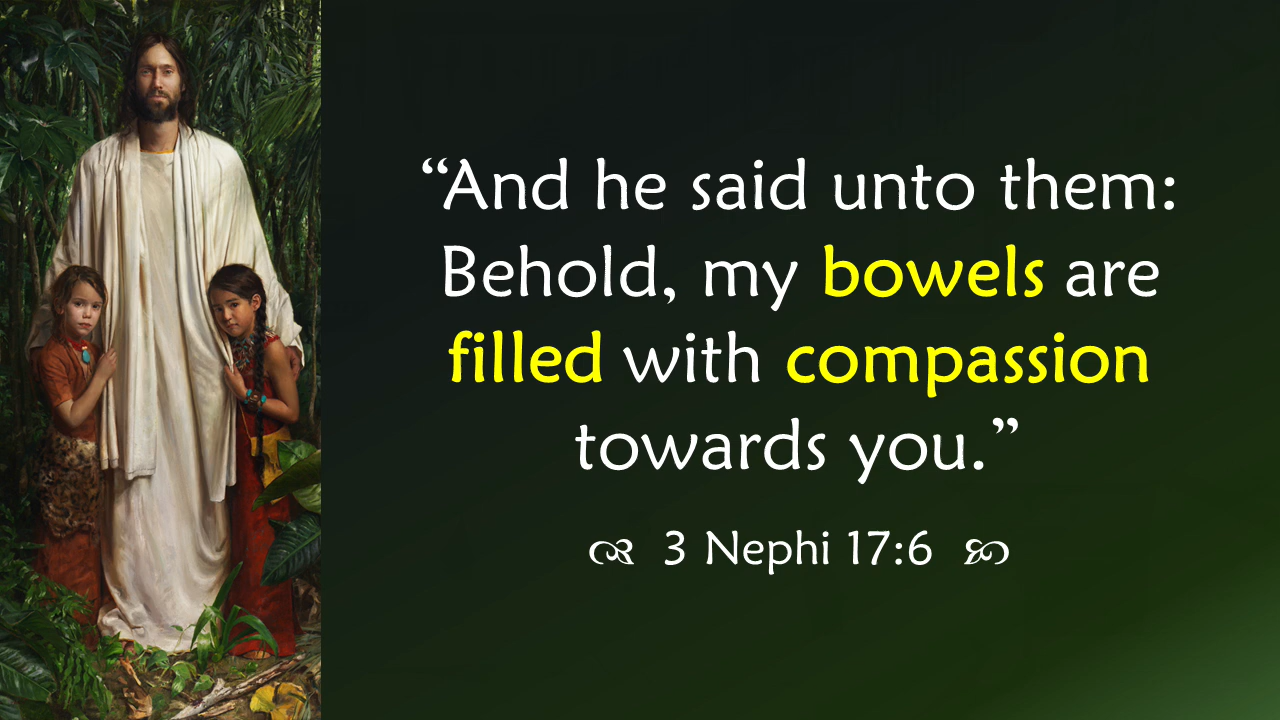 “And he said unto them:
Behold, my bowels are
filled with compassion
towards you.”
3 Nephi 17:6